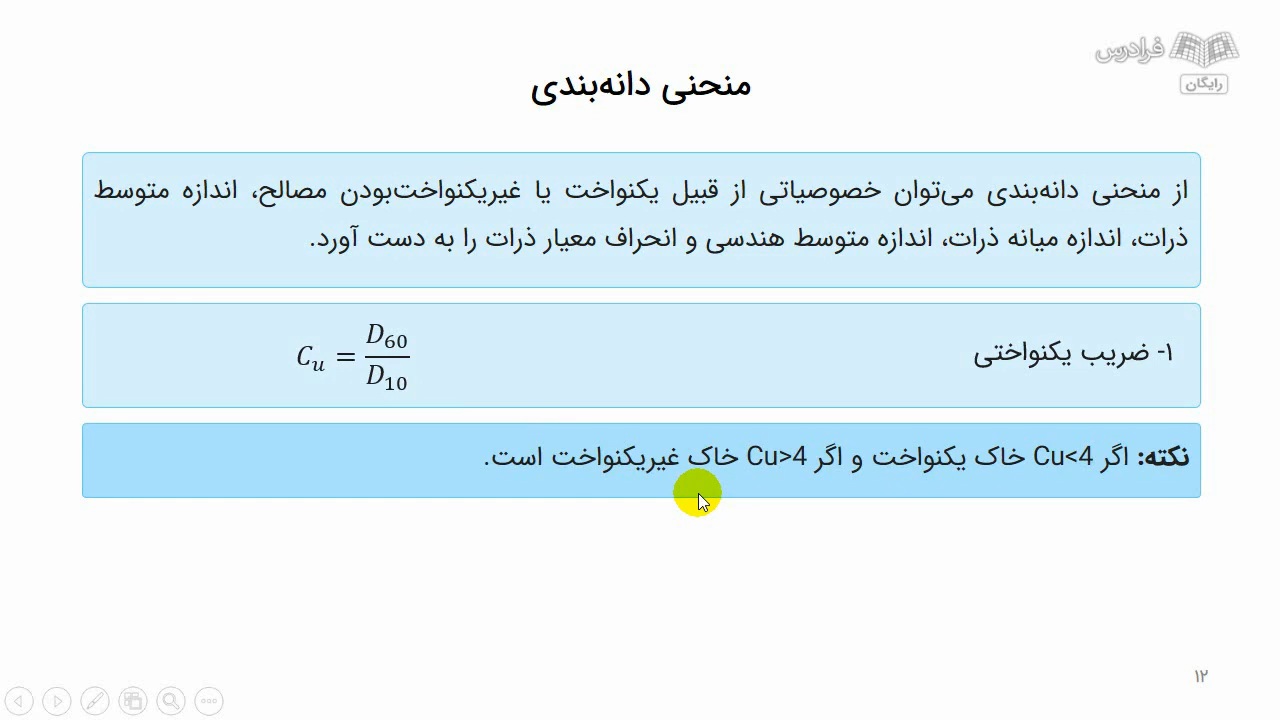 فرادرس
رایگان
منحنی دانه‌بندی
از منحنی دانه‌بندی می‌توان خصوصیاتی از قبیل یکنواخت یا غیریکنواخت‌بودن مصالح، اندازه متوسط
ذرات، اندازه میانه ذرات، اندازه متوسط هندسی و انحراف معیار ذرات را به دست آورد.
۱- ضریب یکنواختی
C_u = D_60 / D_10
نکته: اگر Cu<4 خاک یکنواخت و اگر Cu>4 خاک غیریکنواخت است.
۱۲